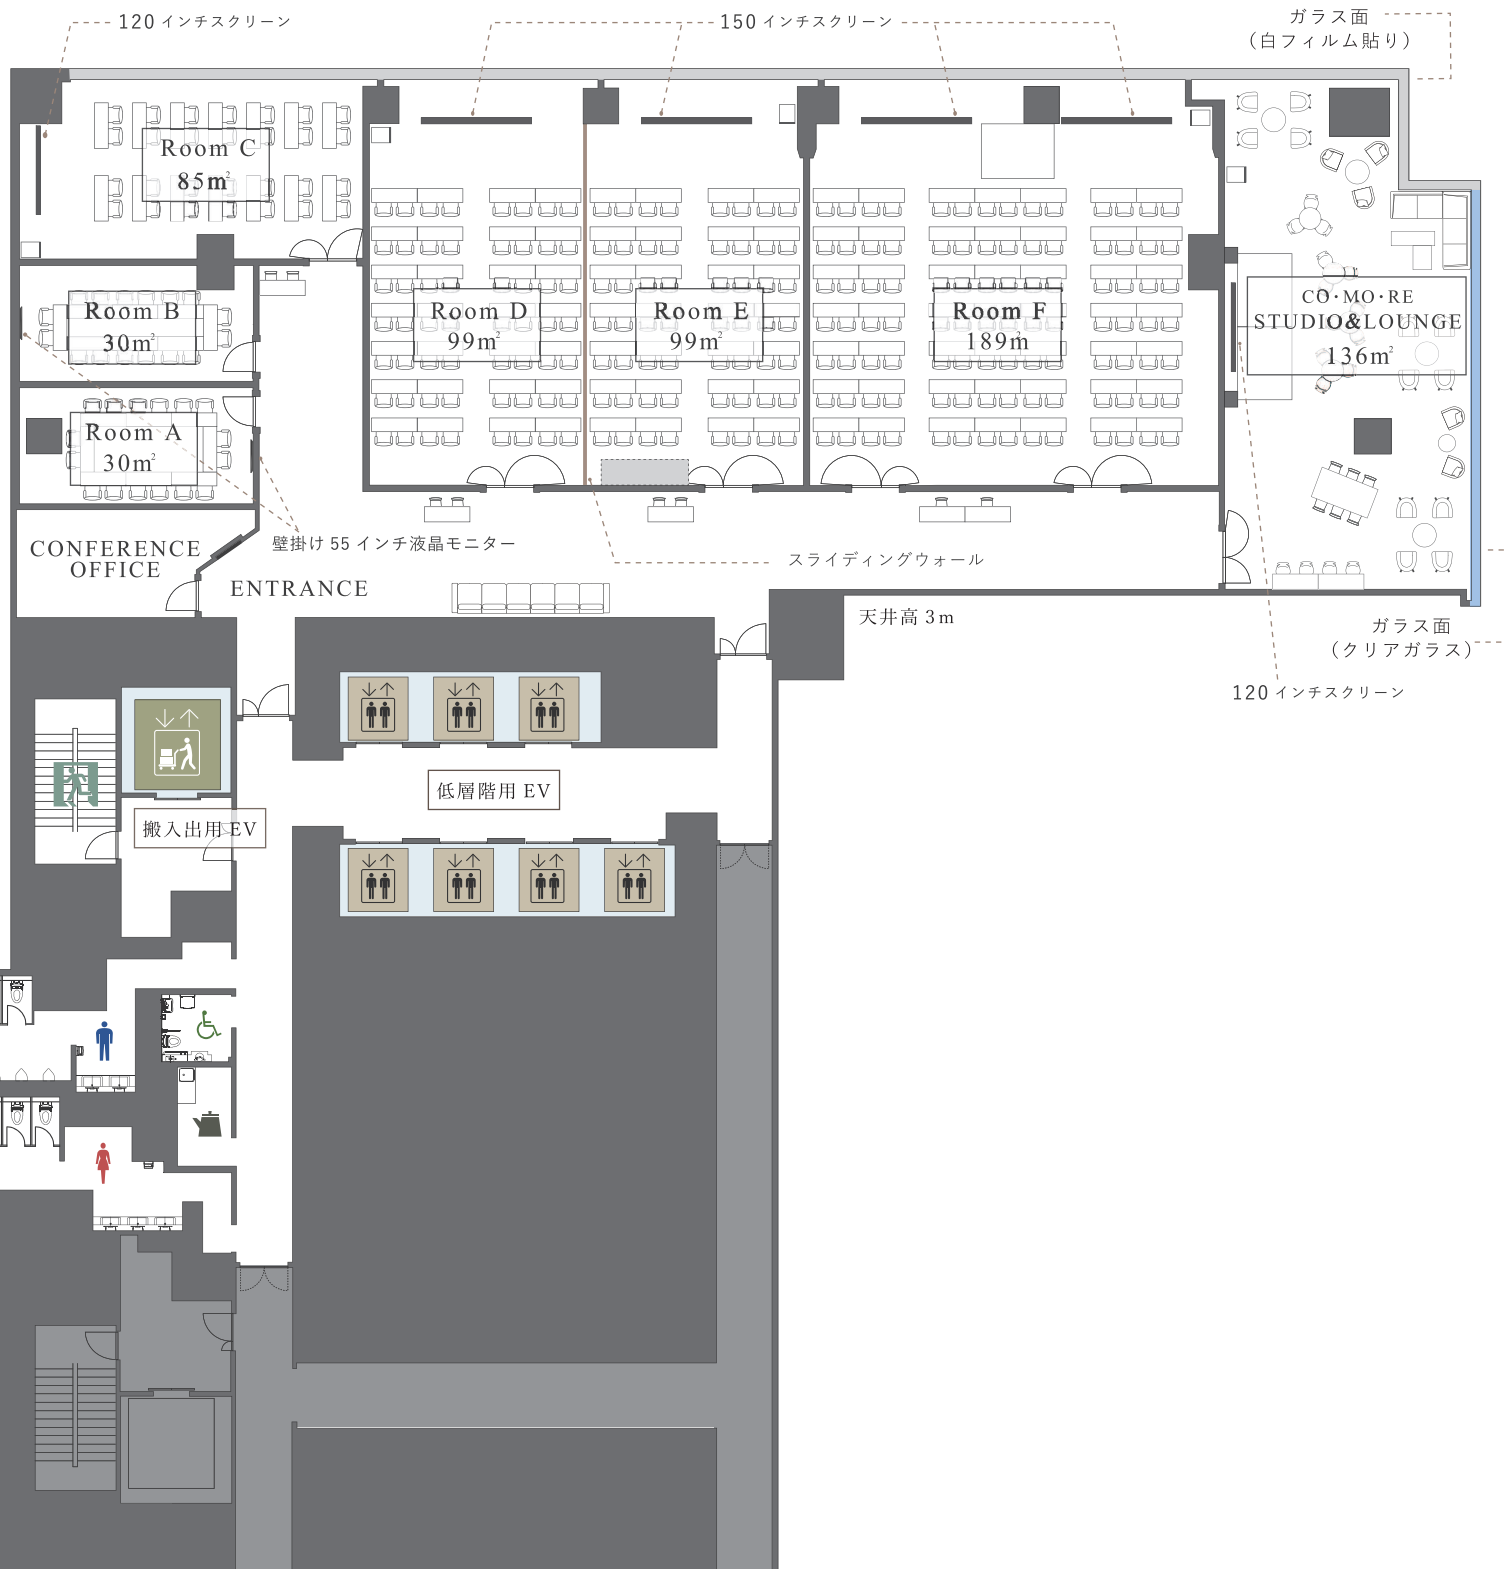 120 インチスクリーン
150 インチスクリーン
ガラス面
（白フィルム貼り）
Room C
85㎡
Room B
30㎡
Room A
30㎡
Room D
99㎡
Room E
99㎡
Room F
189㎡
CO・MO・RE
STUDIO&LOUNGE
136㎡
CONFERENCE
OFFICE
壁掛け 55 インチ液晶モニター
スライディングウォール
ENTRANCE
天井高 3m
ガラス面
（クリアガラス）
120 インチスクリーン
低層階用 EV
搬入出用 EV